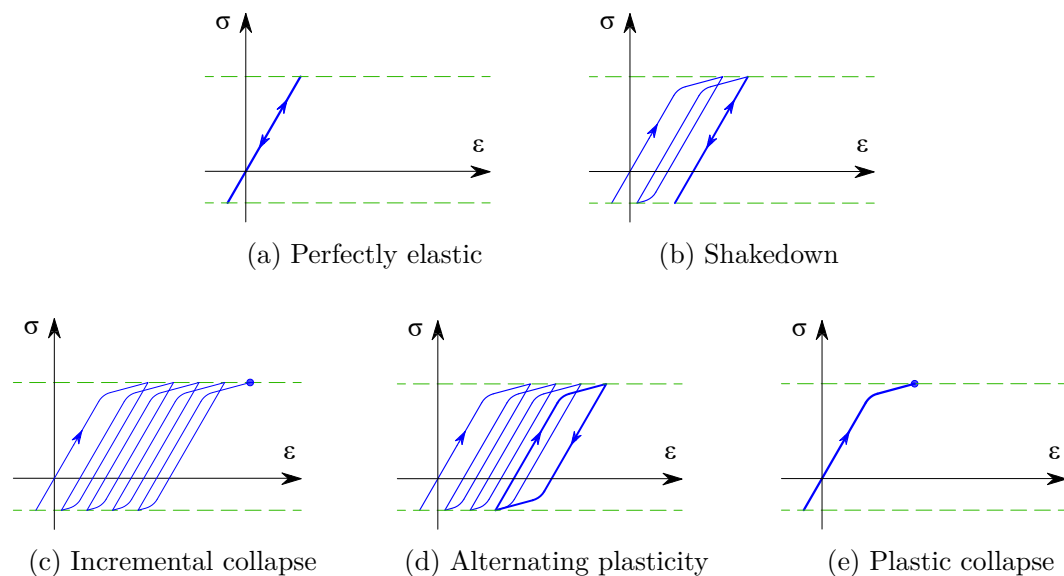 σ
ε
(a) Perfectly elastic
σ
ε
(b) Shakedown
σ
ε
(c) Incremental collapse
σ
ε
(d) Alternating plasticity
σ
ε
(e) Plastic collapse